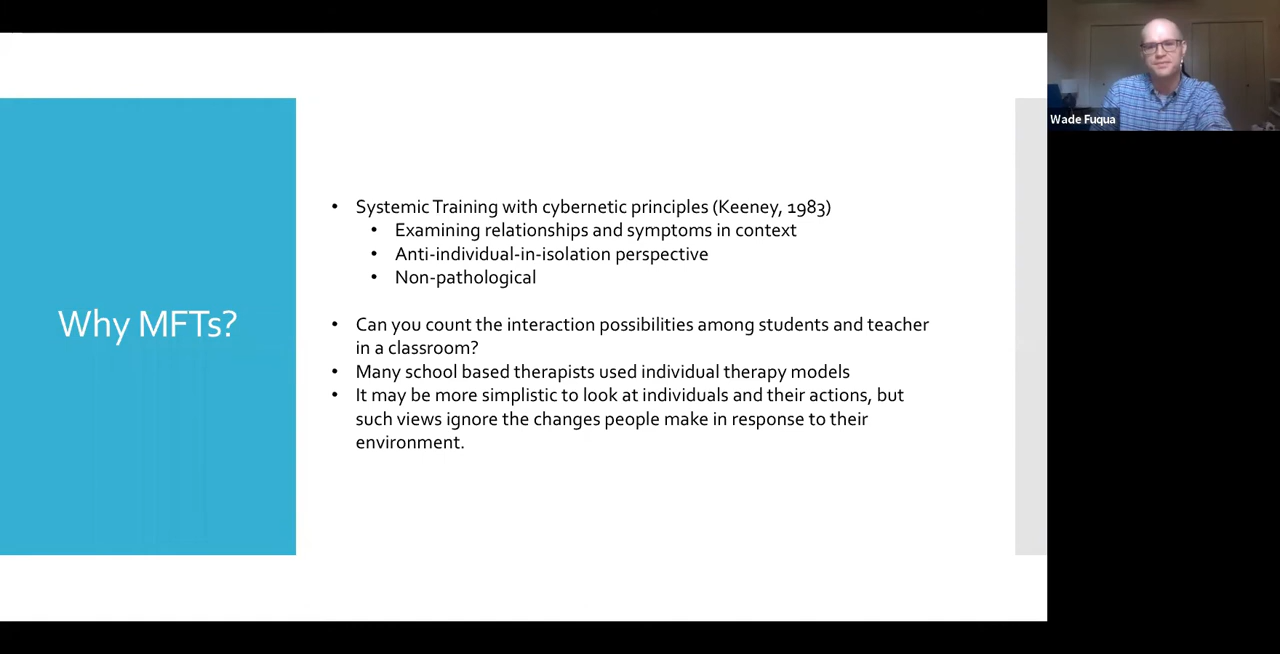 Why MFTs?
• Systemic Training with cybernetic principles (Keeney, 1983)
• Examining relationships and symptoms in context
• Anti-individual-in-isolation perspective
• Non-pathological
• Can you count the interaction possibilities among students and teacher
in a classroom?
• Many school based therapists used individual therapy models
• It may be more simplistic to look at individuals and their actions, but
such views ignore the changes people make in response to their
environment.
Wade Fuqua